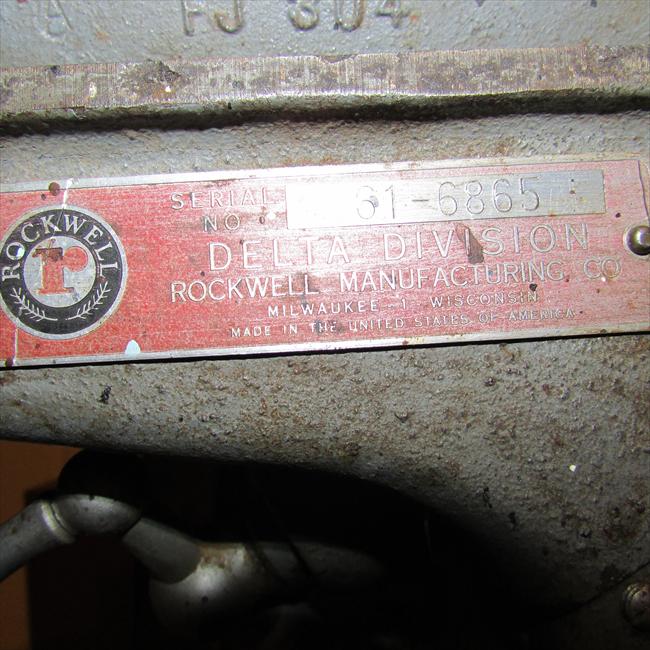 A FJ 304
SERIAL
NO
61-6865
DELTA DIVISION
ROCKWELL MANUFACTURING CO
MILWAUKEE - 1 - WISCONSIN
MADE IN THE UNITED STATES OF AMERICA
ROCKWELL
r